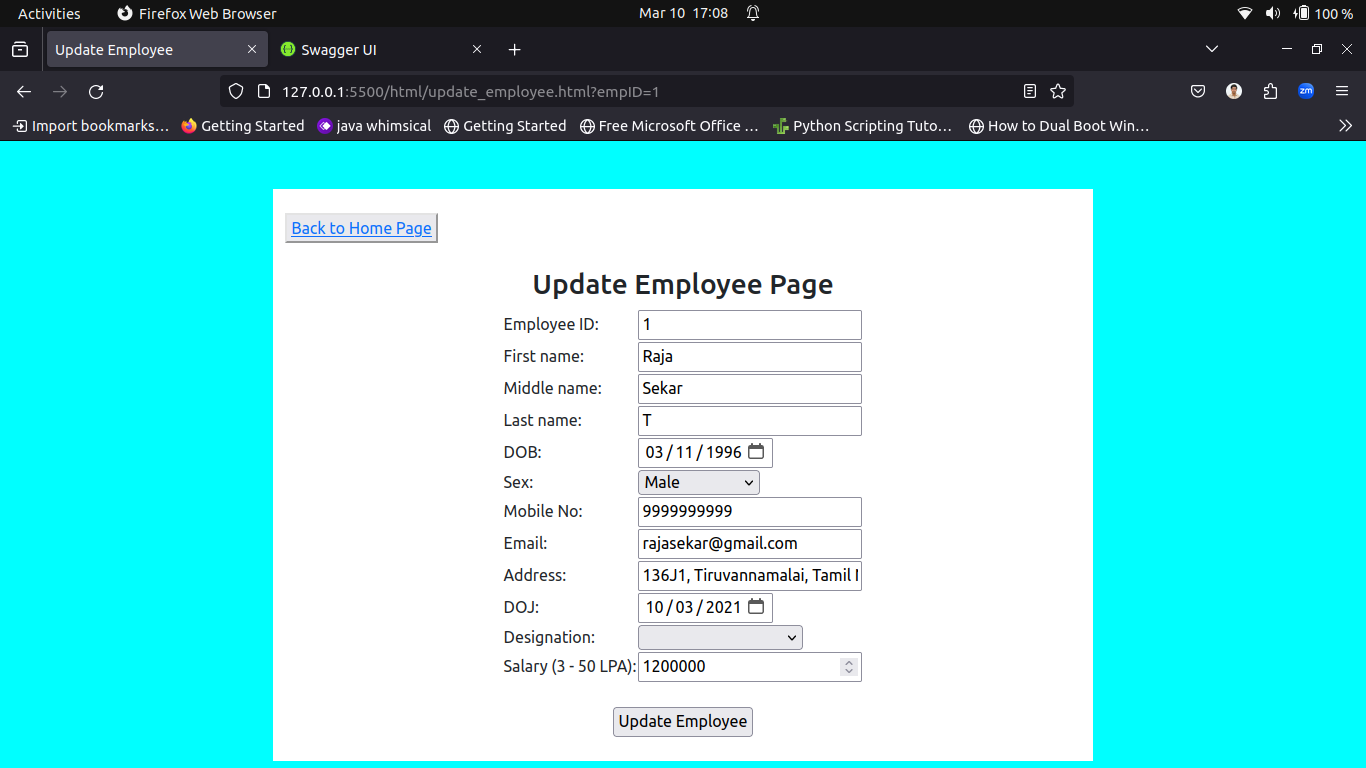 Activities Firefox Web Browser Mar 10 17:08 100 %
Update Employee Swagger UI
127.0.0.1:5500/html/update_employee.html?empID=1 zm
Import bookmarks… Getting Started java whimsical Getting Started Free Microsoft Office … Python Scripting Tuto… How to Dual Boot Win…
Back to Home Page
Update Employee Page
Employee ID: 1
First name: Raja
Middle name: Sekar
Last name: T
DOB: 03/11/1996
Sex: Male
Mobile No: 9999999999
Email: rajasekar@gmail.com
Address: 136J1, Tiruvannamalai, Tamil
DOJ: 10/03/2021
Designation:
Salary (3 - 50 LPA): 1200000
Update Employee